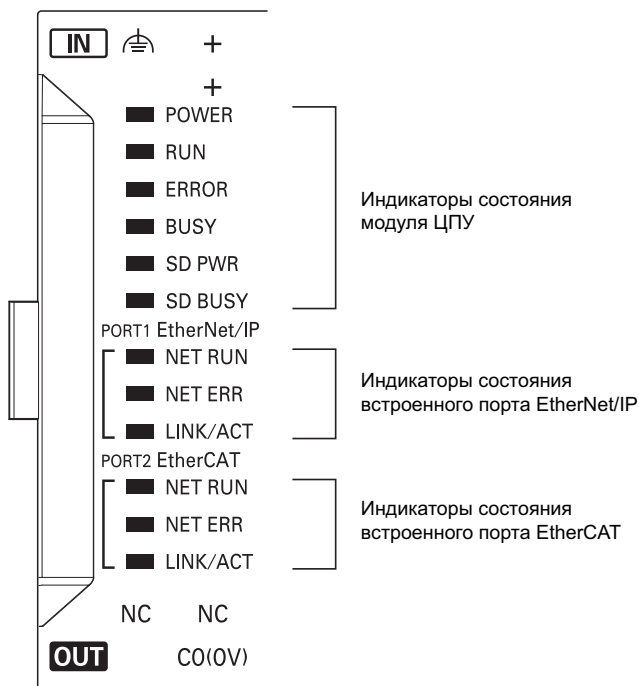 IN +
+
POWER
RUN
ERROR
BUSY
SD PWR
SD BUSY
Индикаторы состояния
модуля ЦПУ
PORT1 EtherNet/IP
NET RUN
NET ERR
LINK/ACT
Индикаторы состояния
встроенного порта EtherNet/IP
PORT2 EtherCAT
NET RUN
NET ERR
LINK/ACT
Индикаторы состояния
встроенного порта EtherCAT
NC NC
OUT C0(0V)